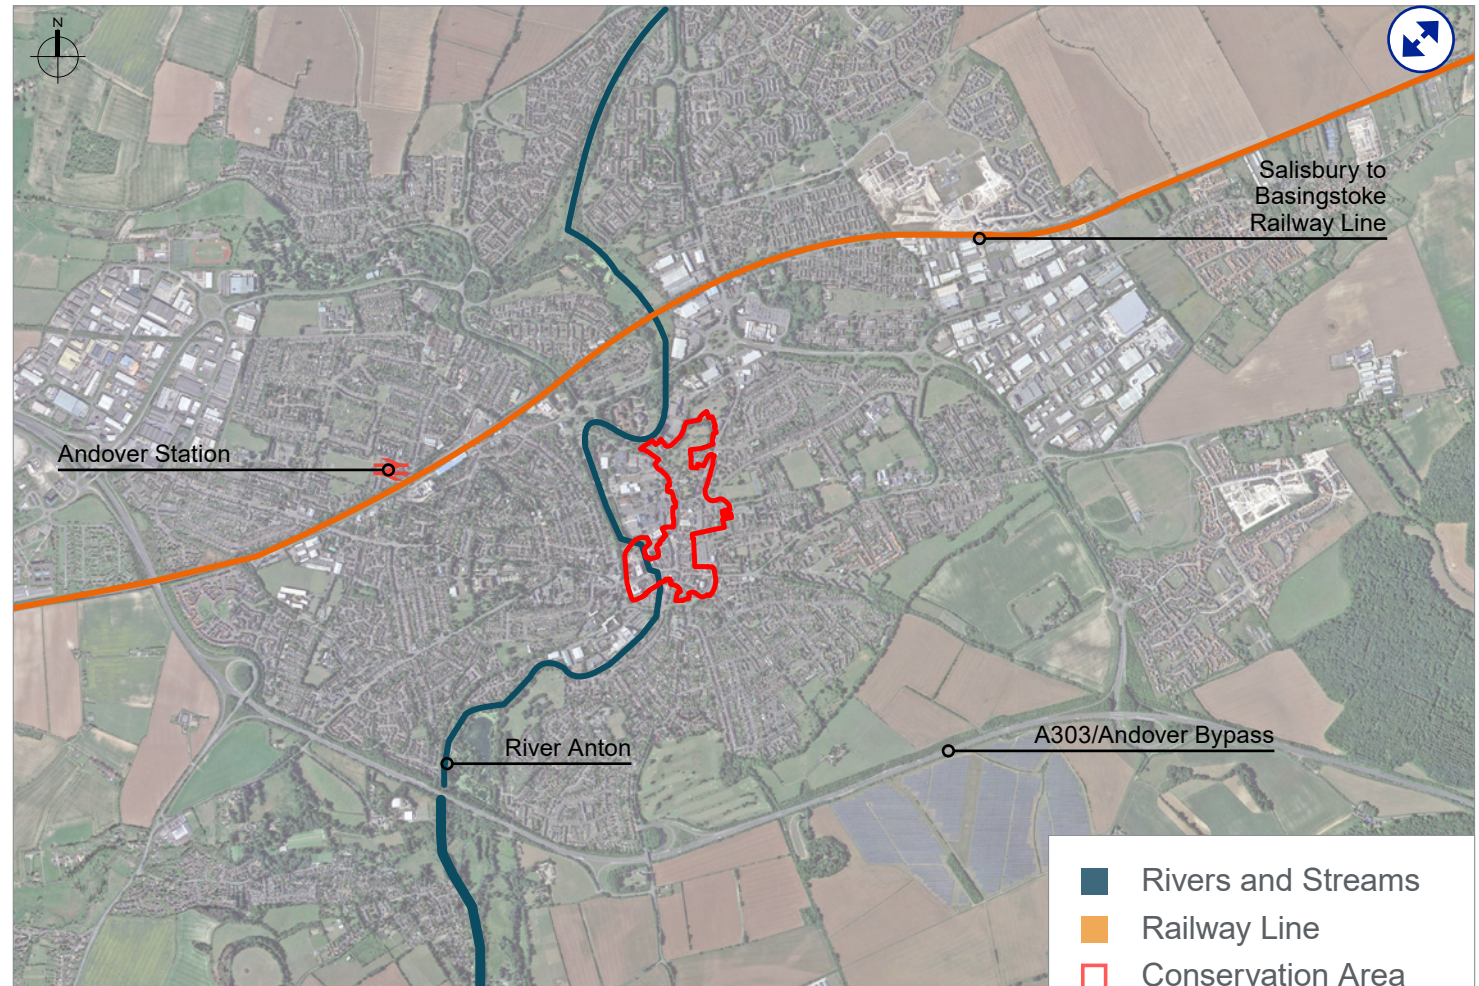 N
Salisbury to
Basingstoke
Railway Line
Andover Station
River Anton
A303/Andover Bypass
Rivers and Streams
Railway Line
Conservation Area